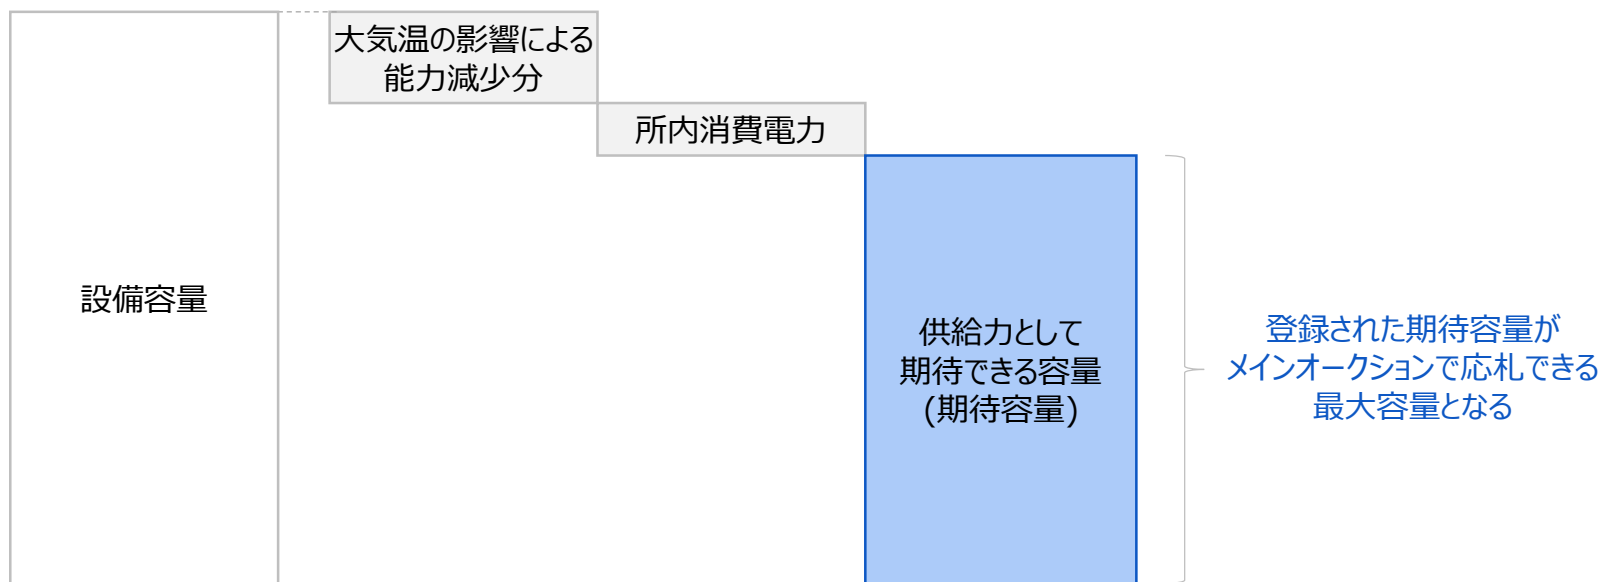 大気温の影響による
能力減少分
所内消費電力
設備容量
供給力として
期待できる容量
(期待容量)
登録された期待容量が
メインオークションで応札できる
最大容量となる